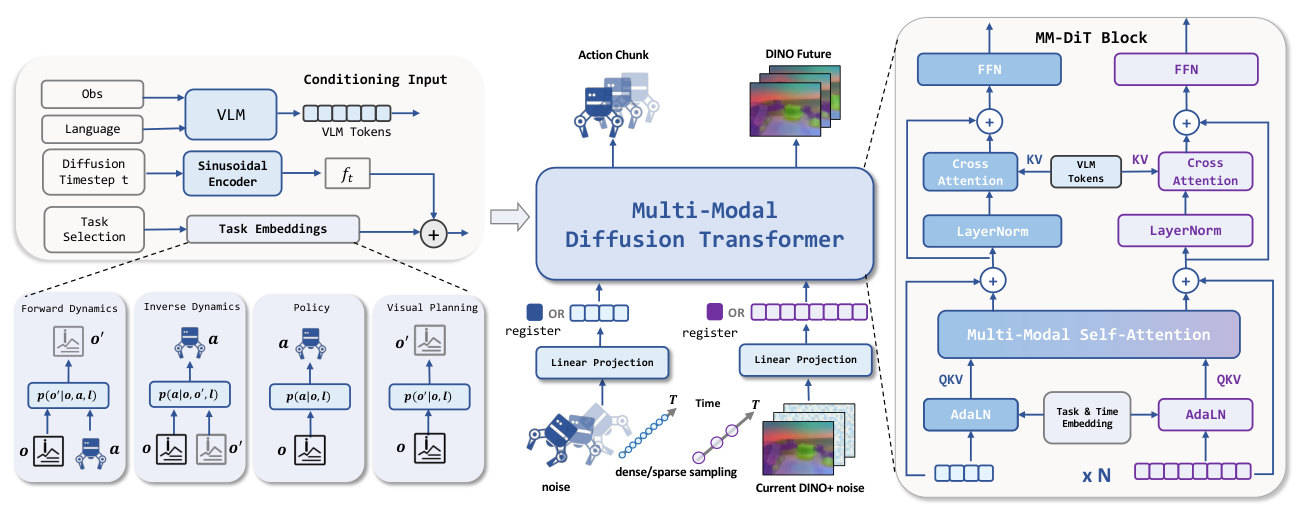 Conditioning Input
Obs
Language
VLM
VLM Tokens
Diffusion
Timestep t
Sinusoidal
Encoder
f_t
Task
Selection
Task Embeddings
+
Forward Dynamics
o'
p(o'|o, a, l)
o
a
Inverse Dynamics
a
p(a|o, o', l)
o
o'
Policy
a
p(a|o, l)
o
Visual Planning
o'
p(o'|o, l)
o
Action Chunk
DINO Future
Multi-Modal
Diffusion Transformer
OR
register
OR
register
Linear Projection
Linear Projection
T
Time
T
dense/sparse sampling
noise
Current DINO+ noise
MM-DiT Block
FFN
FFN
+
+
Cross
Attention
KV
VLM
Tokens
KV
Cross
Attention
LayerNorm
LayerNorm
+
+
Multi-Modal Self-Attention
QKV
QKV
AdaLN
Task & Time
Embedding
AdaLN
x N